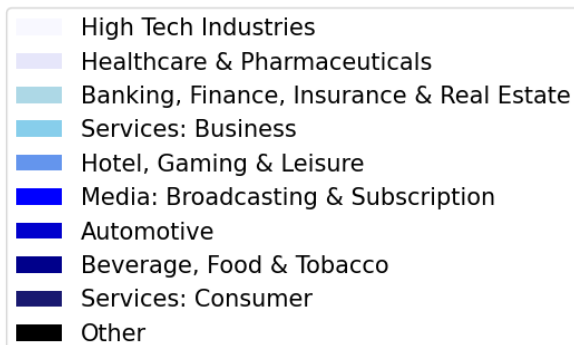 High Tech Industries
Healthcare & Pharmaceuticals
Banking, Finance, Insurance & Real Estate
Services: Business
Hotel, Gaming & Leisure
Media: Broadcasting & Subscription
Automotive
Beverage, Food & Tobacco
Services: Consumer
Other